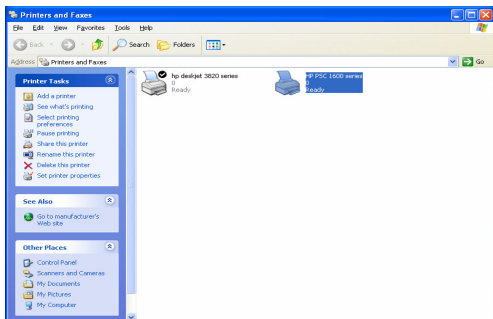 Printers and Faxes
File Edit View Favorites Tools Help
Back Search Folders
Address Printers and Faxes Go
Printer Tasks
Add a printer
See what's printing
Select printing
preferences
Pause printing
Share this printer
Rename this printer
Delete this printer
Set printer properties
See Also
Go to manufacturer's
Web site
Other Places
Control Panel
Scanners and Cameras
My Documents
My Pictures
My Computer
hp deskjet 3820 series
0
Ready
HP PSC 1600 series
0
Ready